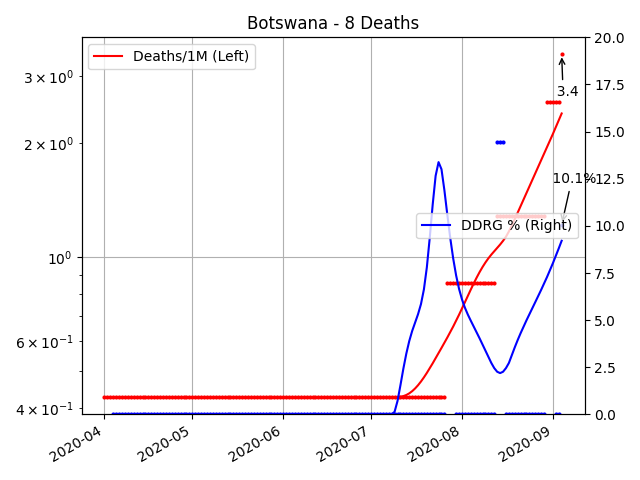 Botswana - 8 Deaths
Deaths/1M (Left)
DDRG % (Right)
3.4
10.1%
3 × 10⁰
2 × 10⁰
10⁰
6 × 10⁻¹
4 × 10⁻¹
20.0
17.5
15.0
12.5
10.0
7.5
5.0
2.5
0.0
2020-04
2020-05
2020-06
2020-07
2020-08
2020-09